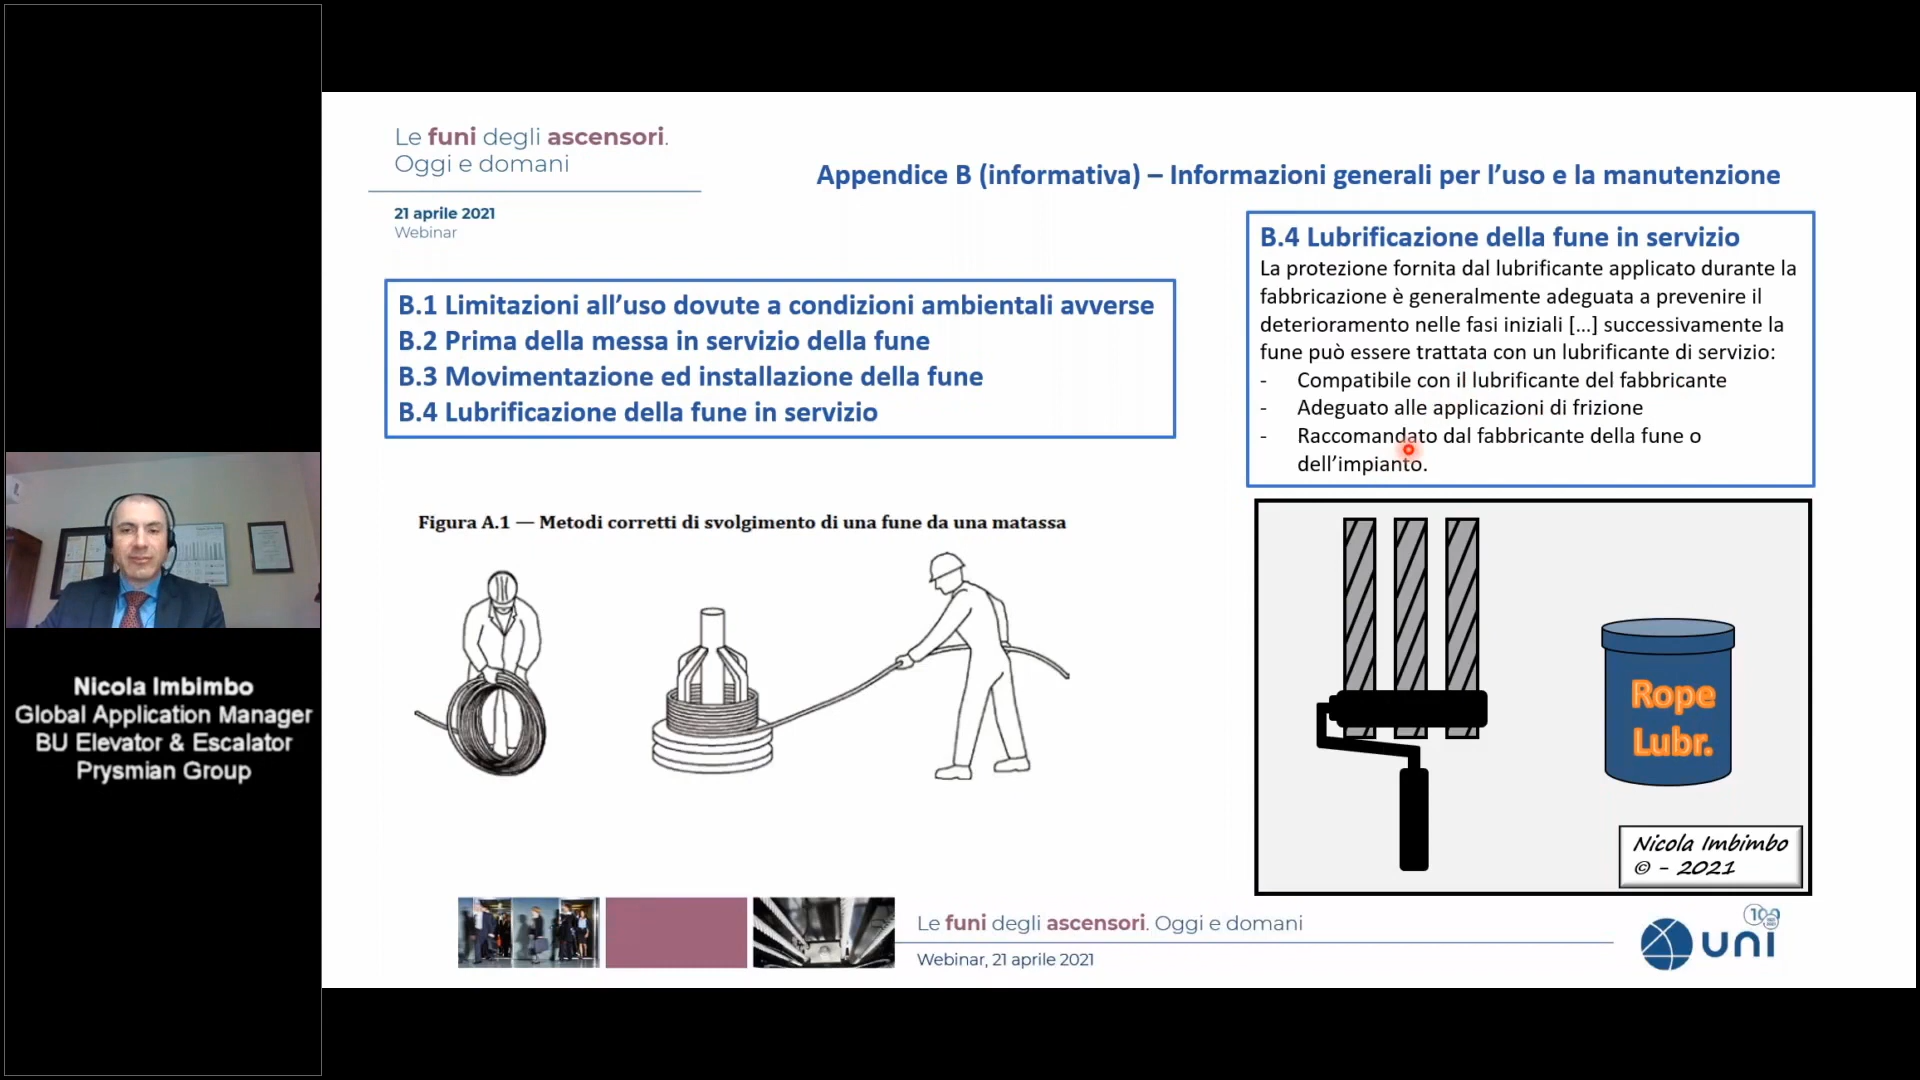 Nicola Imbimbo
Global Application Manager
BU Elevator & Escalator
Prysmian Group
Le funi degli ascensori.
Oggi e domani
21 aprile 2021
Webinar
Appendice B (informativa) – Informazioni generali per l’uso e la manutenzione
B.1 Limitazioni all’uso dovute a condizioni ambientali avverse
B.2 Prima della messa in servizio della fune
B.3 Movimentazione ed installazione della fune
B.4 Lubrificazione della fune in servizio
B.4 Lubrificazione della fune in servizio
La protezione fornita dal lubrificante applicato durante la
fabbricazione è generalmente adeguata a prevenire il
deterioramento nelle fasi iniziali […] successivamente la
fune può essere trattata con un lubrificante di servizio:
- Compatibile con il lubrificante del fabbricante
- Adeguato alle applicazioni di frizione
- Raccomandato dal fabbricante della fune o
dell’impianto.
Figura A.1 — Metodi corretti di svolgimento di una fune da una matassa
Rope
Lubr.
Nicola Imbimbo
© - 2021
Le funi degli ascensori. Oggi e domani
Webinar, 21 aprile 2021
uni